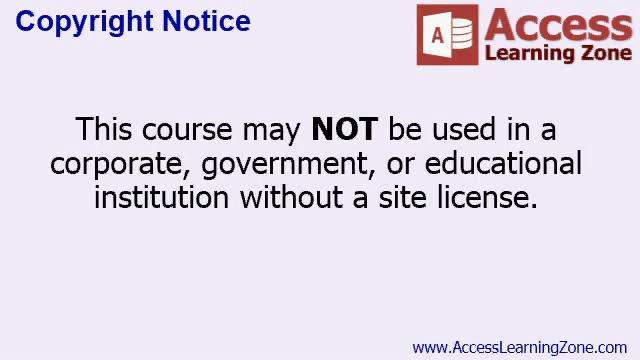 Copyright Notice
A
Access
Learning Zone
This course may NOT be used in a
corporate, government, or educational
institution without a site license.
www.AccessLearningZone.com